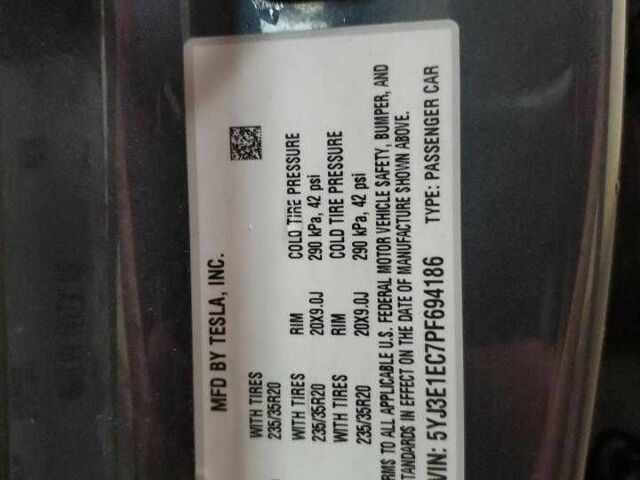 MFD BY TESLA, INC.
WITH TIRES
235/35R20
WITH TIRES RIM COLD TIRE PRESSURE
235/35R20 20X9.0J 290 kPa, 42 psi
WITH TIRES RIM COLD TIRE PRESSURE
235/35R20 20X9.0J 290 kPa, 42 psi
RMS TO ALL APPLICABLE U.S. FEDERAL MOTOR VEHICLE SAFETY, BUMPER, AND
TANDARDS IN EFFECT ON THE DATE OF MANUFACTURE SHOWN ABOVE.
VIN: 5YJ3E1EC7PF694186 TYPE: PASSENGER CAR